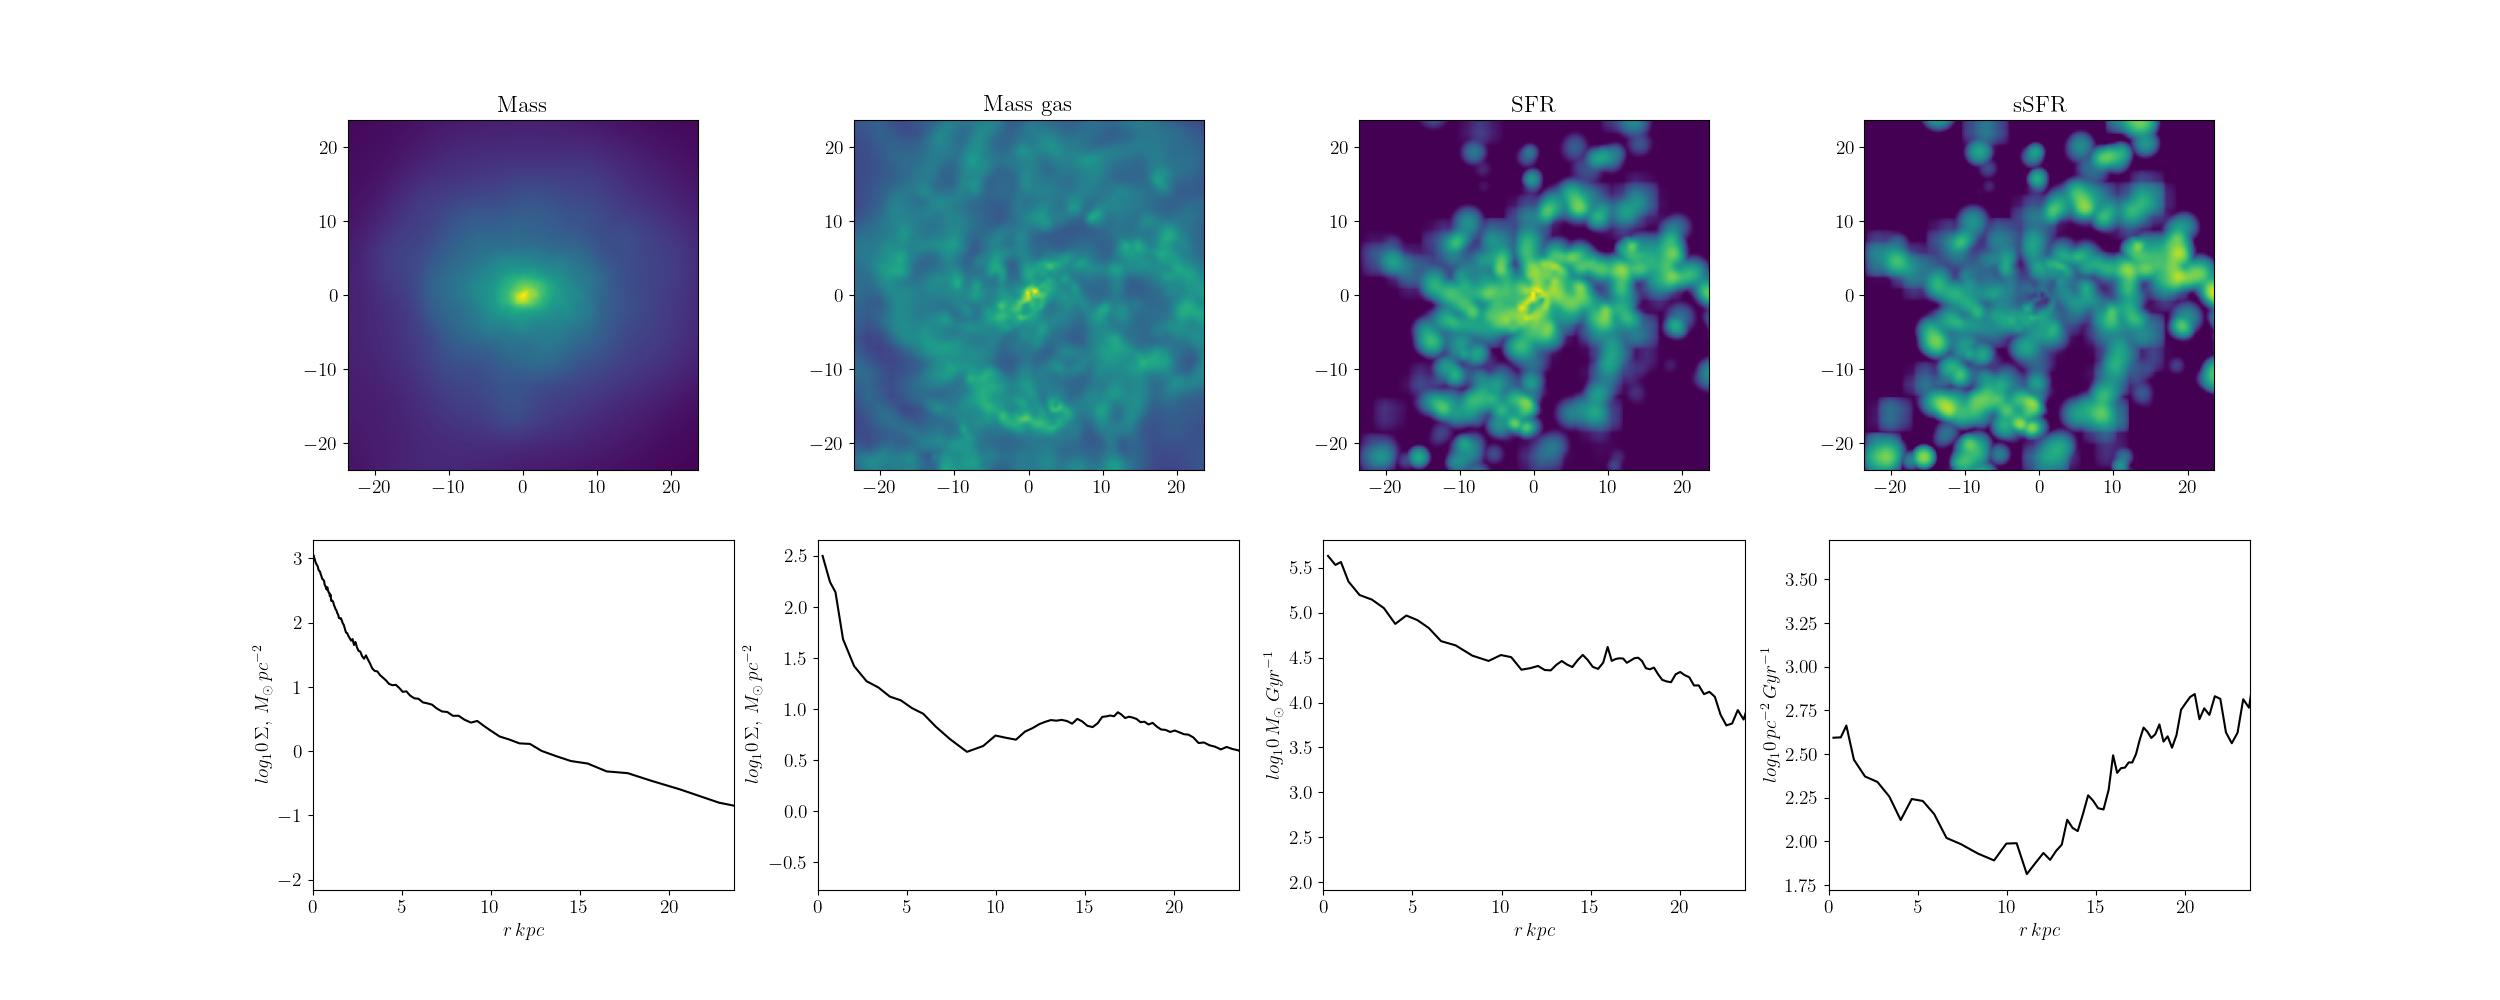 Mass
Mass gas
SFR
sSFR
20
10
0
−10
−20
−20 −10 0 10 20
20
10
0
−10
−20
−20 −10 0 10 20
20
10
0
−10
−20
−20 −10 0 10 20
20
10
0
−10
−20
−20 −10 0 10 20
log₁0 Σ, M⊙ pc⁻²
3
2
1
0
−1
−2
0 5 10 15 20
r kpc
log₁0 Σ, M⊙ pc⁻²
2.5
2.0
1.5
1.0
0.5
0.0
−0.5
0 5 10 15 20
log₁0 M⊙ Gyr⁻¹
5.5
5.0
4.5
4.0
3.5
3.0
2.5
2.0
0 5 10 15 20
r kpc
log₁0 pc⁻² Gyr⁻¹
3.50
3.25
3.00
2.75
2.50
2.25
2.00
1.75
0 5 10 15 20
r kpc